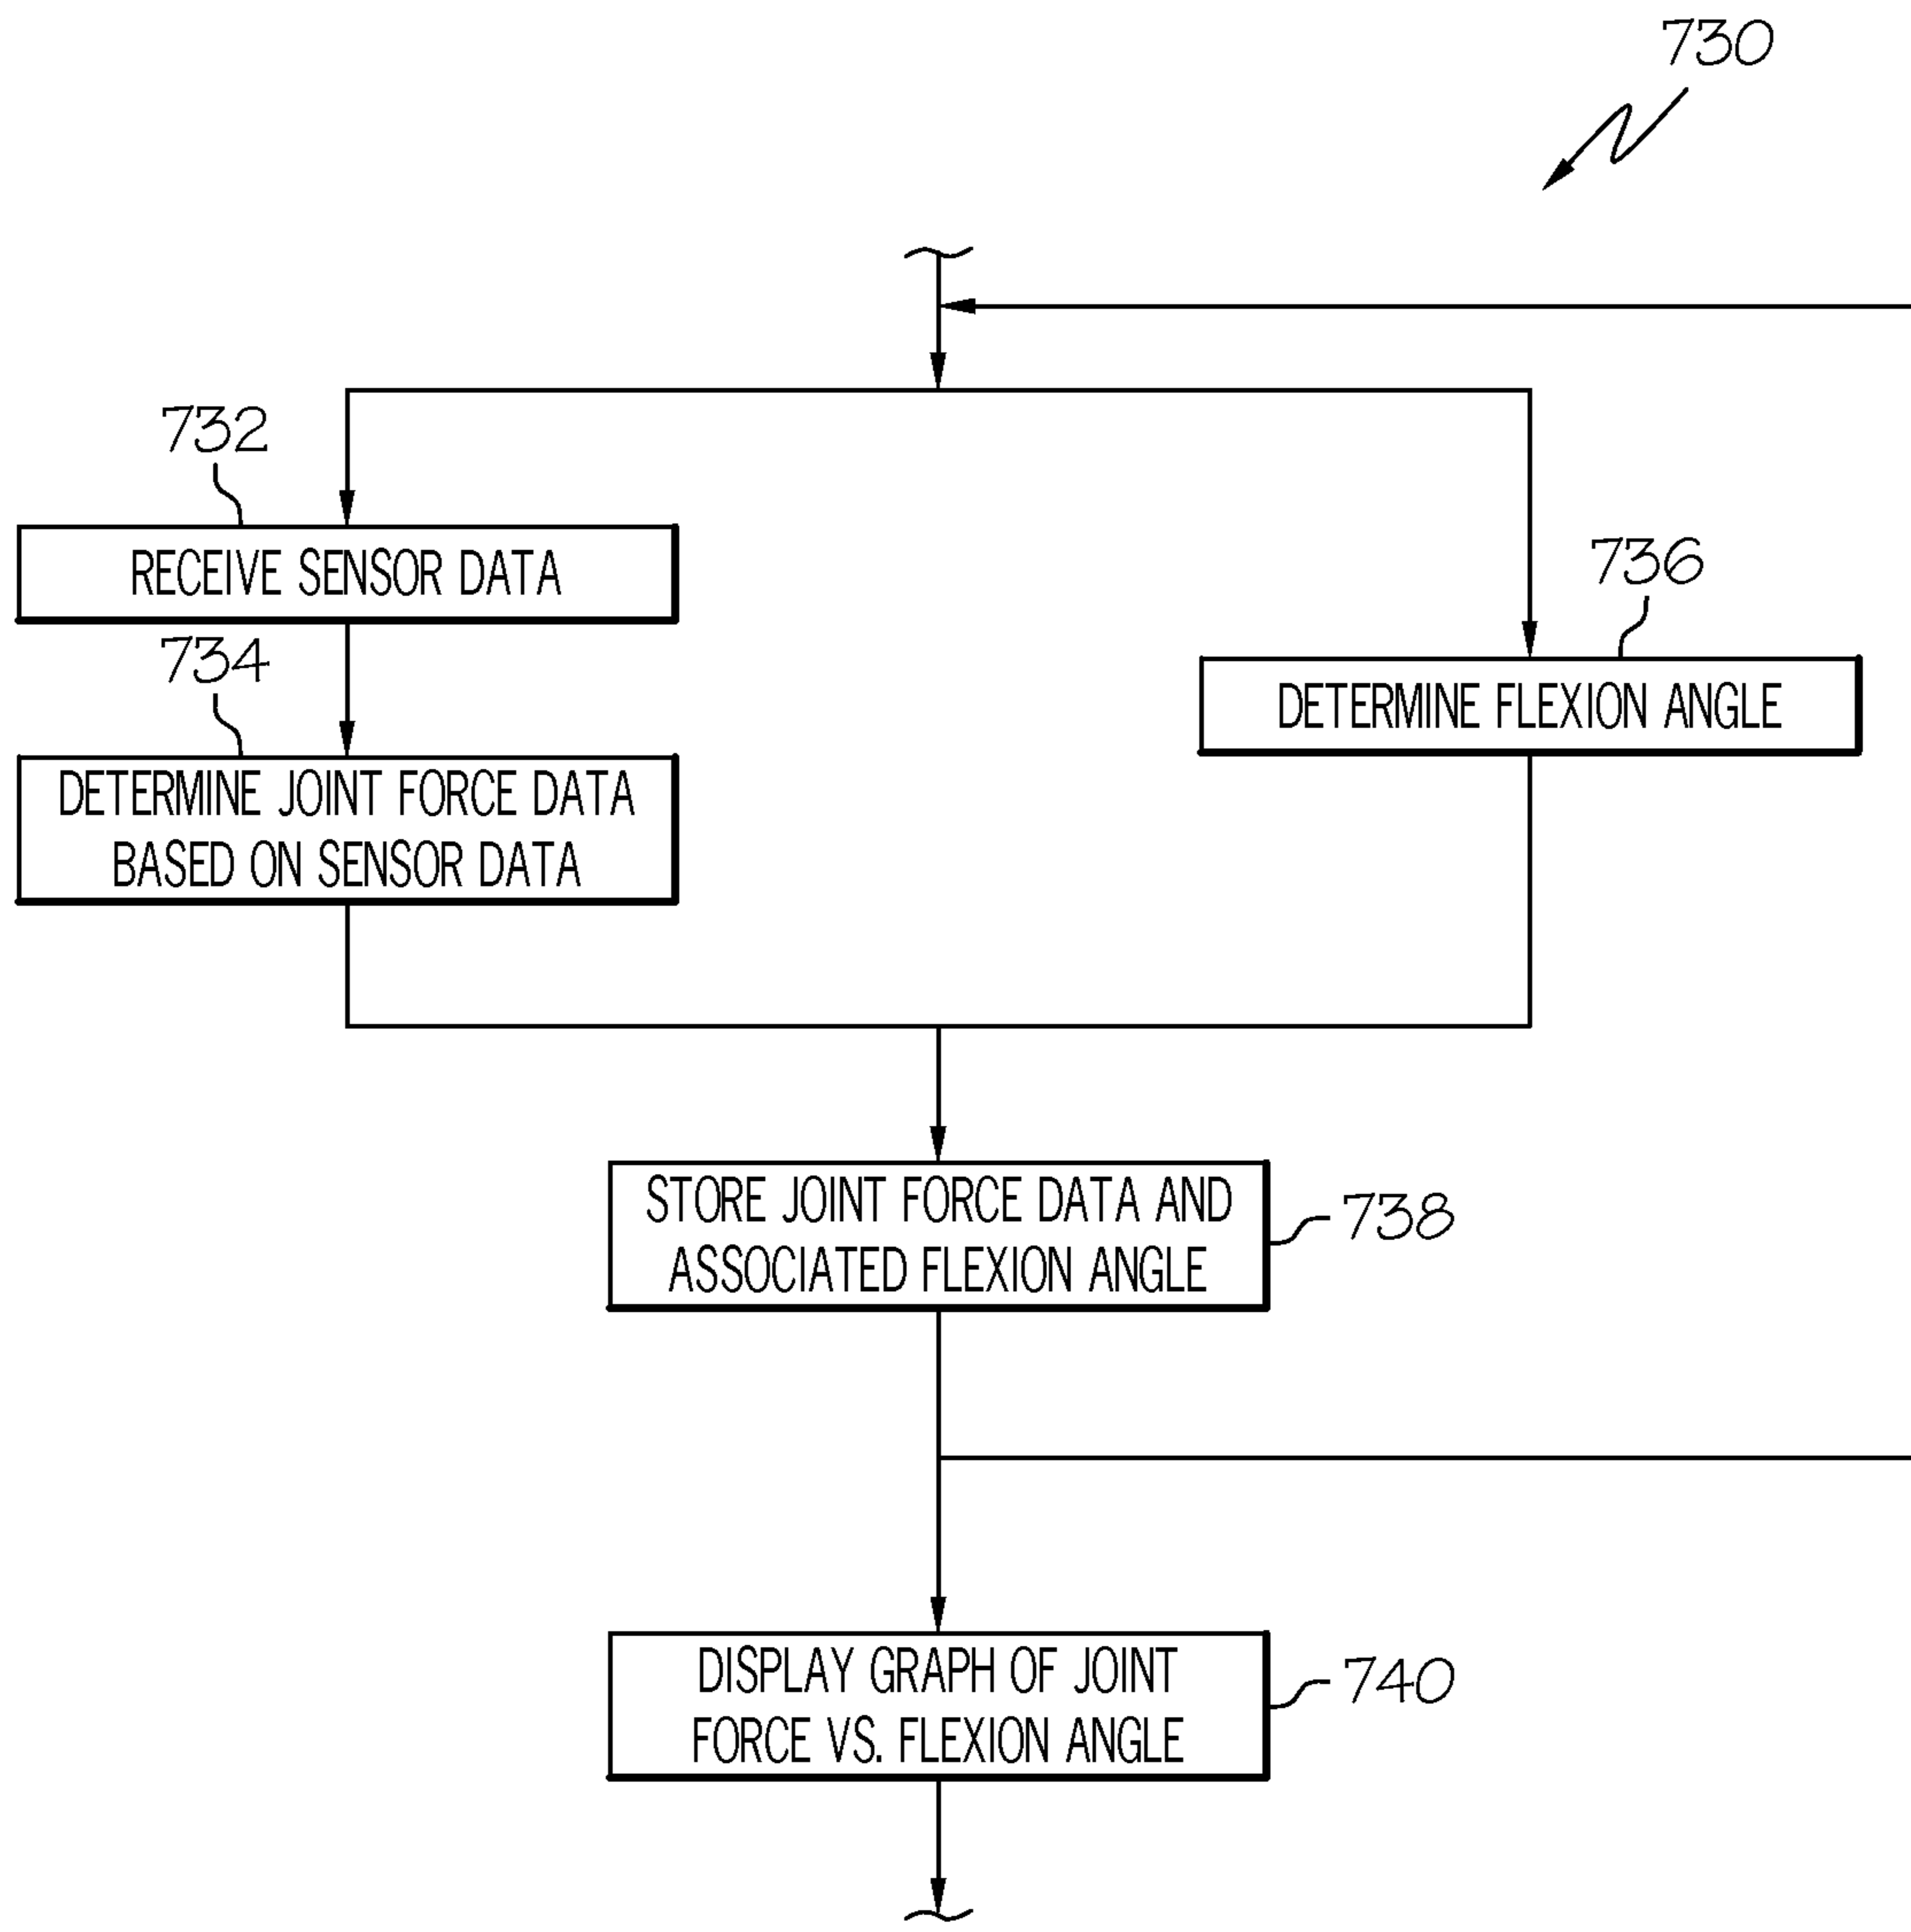 730
732
RECEIVE SENSOR DATA
736
734
DETERMINE FLEXION ANGLE
DETERMINE JOINT FORCE DATA
BASED ON SENSOR DATA
STORE JOINT FORCE DATA AND
ASSOCIATED FLEXION ANGLE
738
DISPLAY GRAPH OF JOINT
FORCE VS. FLEXION ANGLE
740